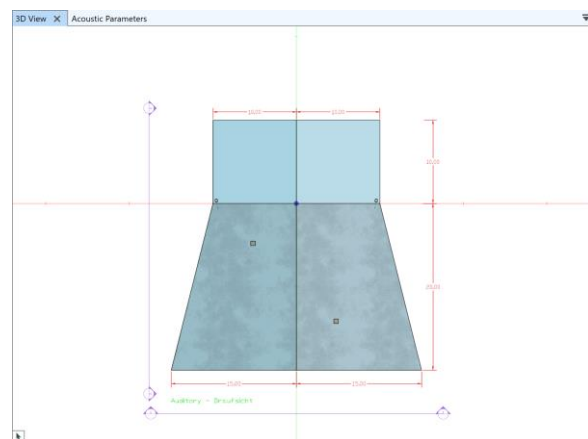 3D View X Acoustic Parameters
10,00 10,00
10,00
20,00
15,00 15,00
Auditory - Draufsicht